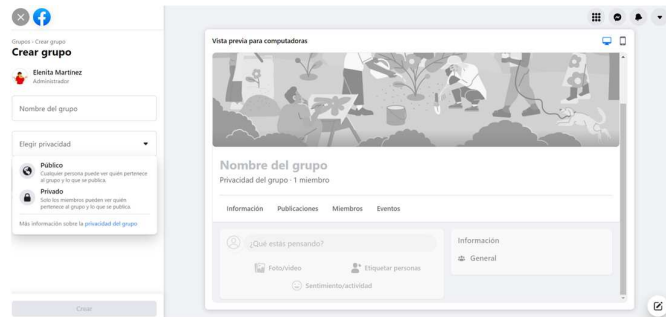 Grupos · Crear grupo
Crear grupo
Elenita Martinez
Administrador
Nombre del grupo
Elegir privacidad
Público
Cualquier persona puede ver quién pertenece
al grupo y lo que se publica.
Privado
Solo los miembros pueden ver quién
pertenece al grupo y lo que se publica.
Más información sobre la privacidad del grupo
Crear
Vista previa para computadoras
Nombre del grupo
Privacidad del grupo · 1 miembro
Información Publicaciones Miembros Eventos
¿Qué estás pensando?
Foto/video Etiquetar personas
Sentimiento/actividad
Información
General